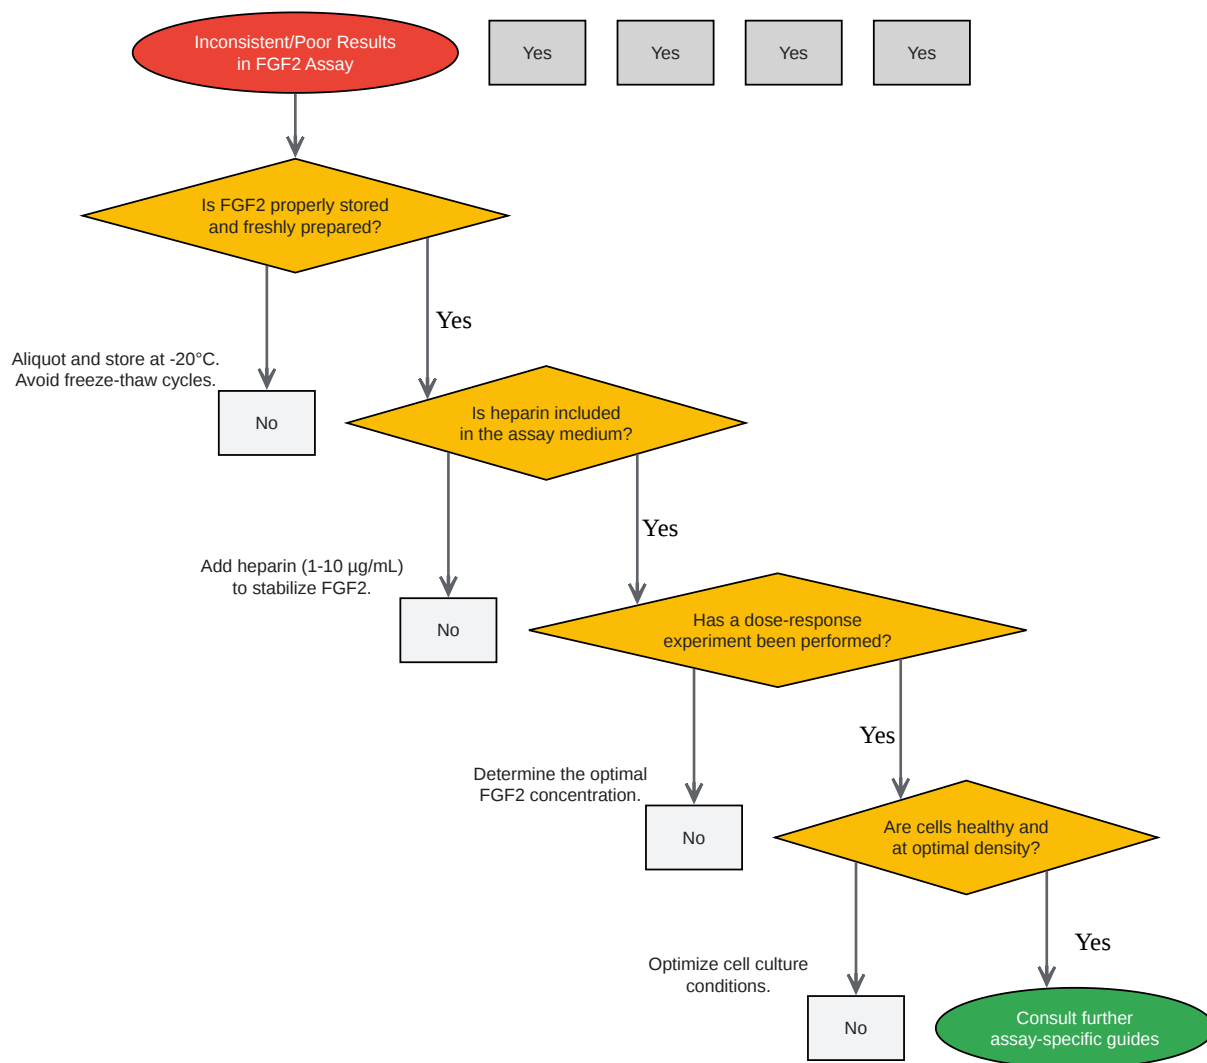 Inconsistent/Poor Results
in FGF2 Assay
Yes
Yes
Yes
Yes
Is FGF2 properly stored
and freshly prepared?
Yes
Aliquot and store at -20°C.
Avoid freeze-thaw cycles.
No
Is heparin included
in the assay medium?
Yes
Add heparin (1-10 µg/mL)
to stabilize FGF2.
No
Has a dose-response
experiment been performed?
Yes
Determine the optimal
FGF2 concentration.
No
Are cells healthy and
at optimal density?
Yes
Optimize cell culture
conditions.
No
Consult further
assay-specific guides